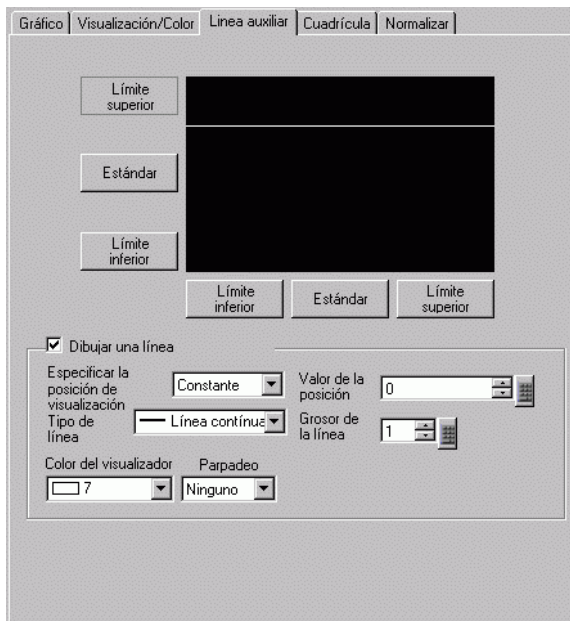 Gráfico
Visualización/Color
Linea auxiliar
Cuadrícula
Normalizar
Límite
superior
Estándar
Límite
inferior
Límite
inferior
Estándar
Límite
superior
Dibujar una línea
Especificar la
posición de
visualización
Constante
Valor de la
posición
0
Tipo de
línea
Línea contínua
Grosor de
la línea
1
Color del visualizador
Parpadeo
7
Ninguno